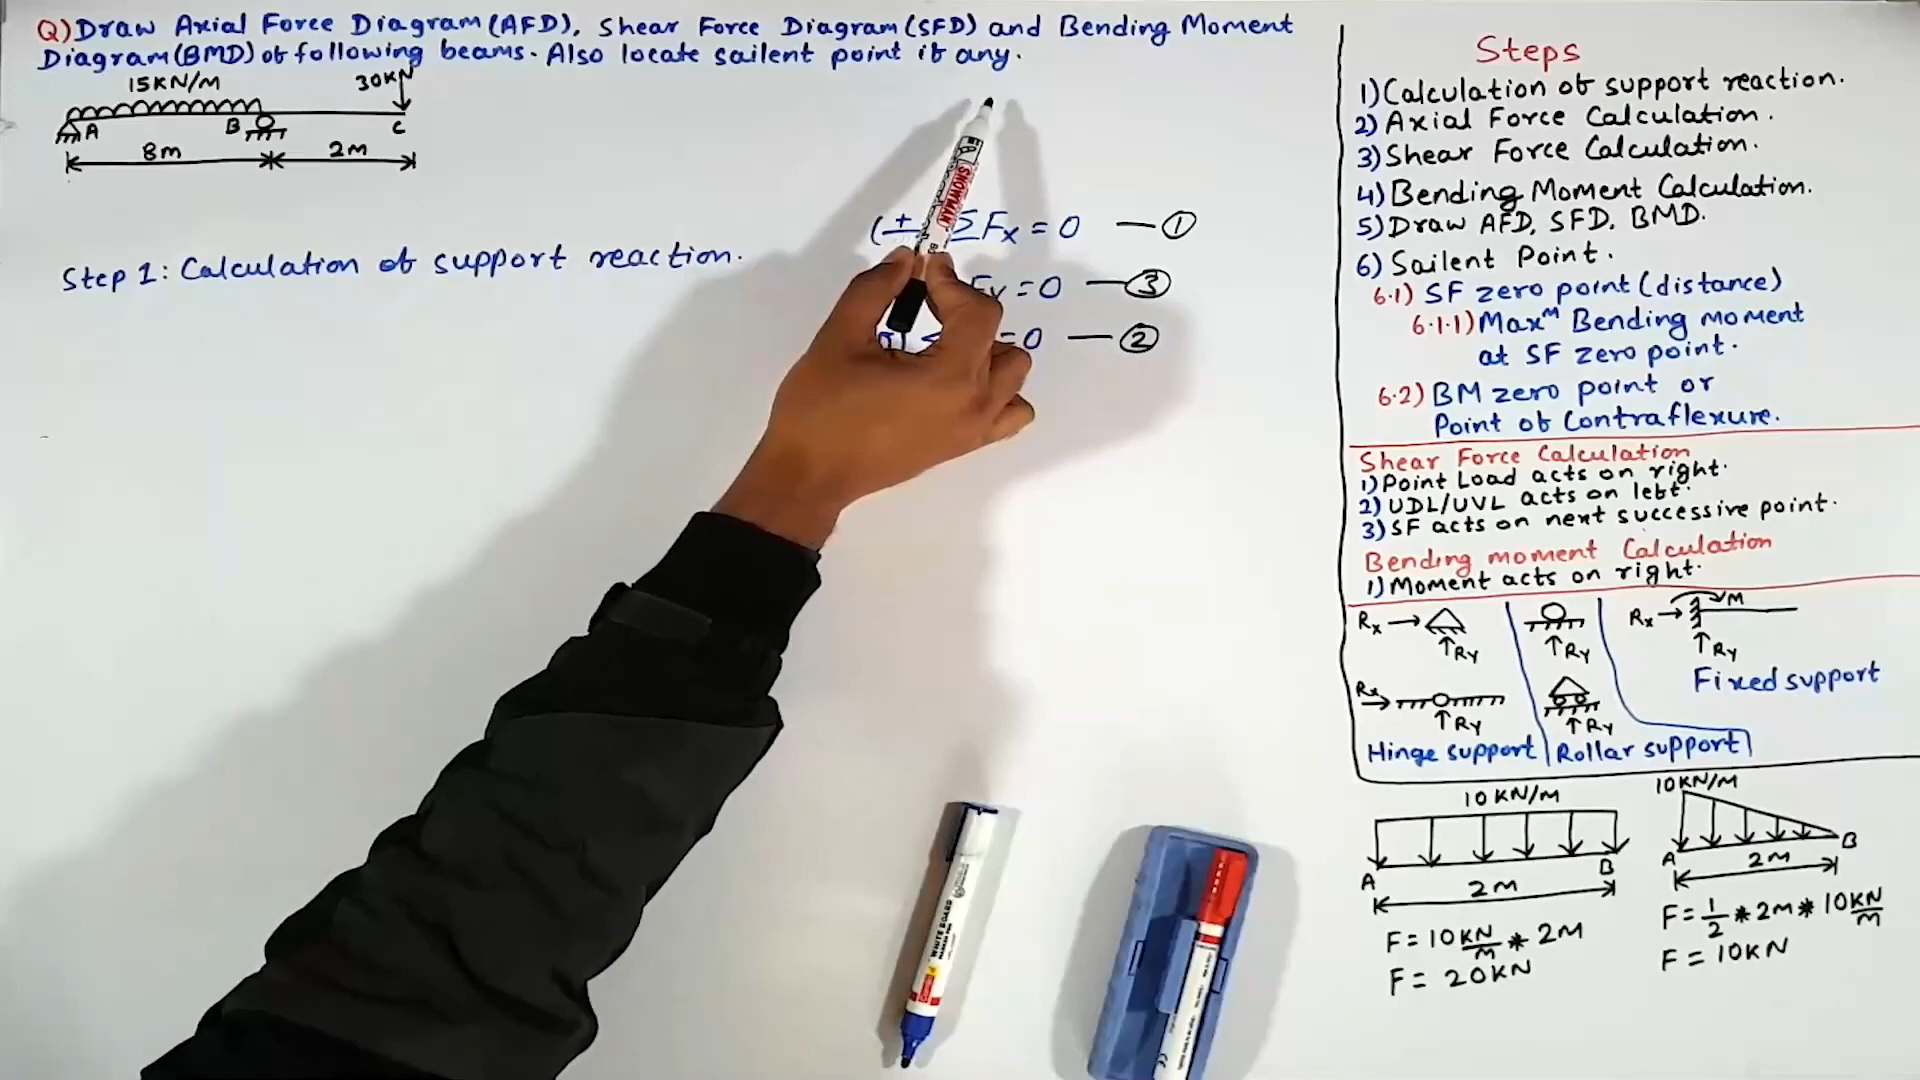 Q)Draw Axial Force Diagram(AFD), Shear Force Diagram(SFD) and Bending Moment
Diagram(BMD) of following beams. Also locate sailent point if any.
15KN/M
30KN
A
B
C
8m
2m
Step 1: Calculation of support reaction.
(+ ΣFx = 0 — ①
Fy = 0 — ③
= 0 — ②
SNOWMAN
WHITE BOARD
MARKER PEN
Steps
1)Calculation of support reaction.
2)Axial Force Calculation.
3)Shear Force Calculation.
4)Bending Moment Calculation.
5)Draw AFD, SFD, BMD.
6)Sailent Point.
6.1) SF zero point(distance)
6.1.1)Maxᵐ Bending moment
at SF zero point.
6.2) BM zero point or
Point of Contraflexure.
Shear Force Calculation
1)Point Load acts on right.
2)UDL/UVL acts on left.
3)SF acts on next successive point.
Bending moment Calculation
1)Moment acts on right.
Rx
Ry
Ry
Rx
M
Ry
Fixed support
Rx
Ry
Ry
Hinge support
Rollar support
10KN/M
A
B
2M
F=10KN/M * 2M
F= 20KN
10KN/M
A
B
2M
F=1/2 * 2M * 10KN/M
F= 10KN